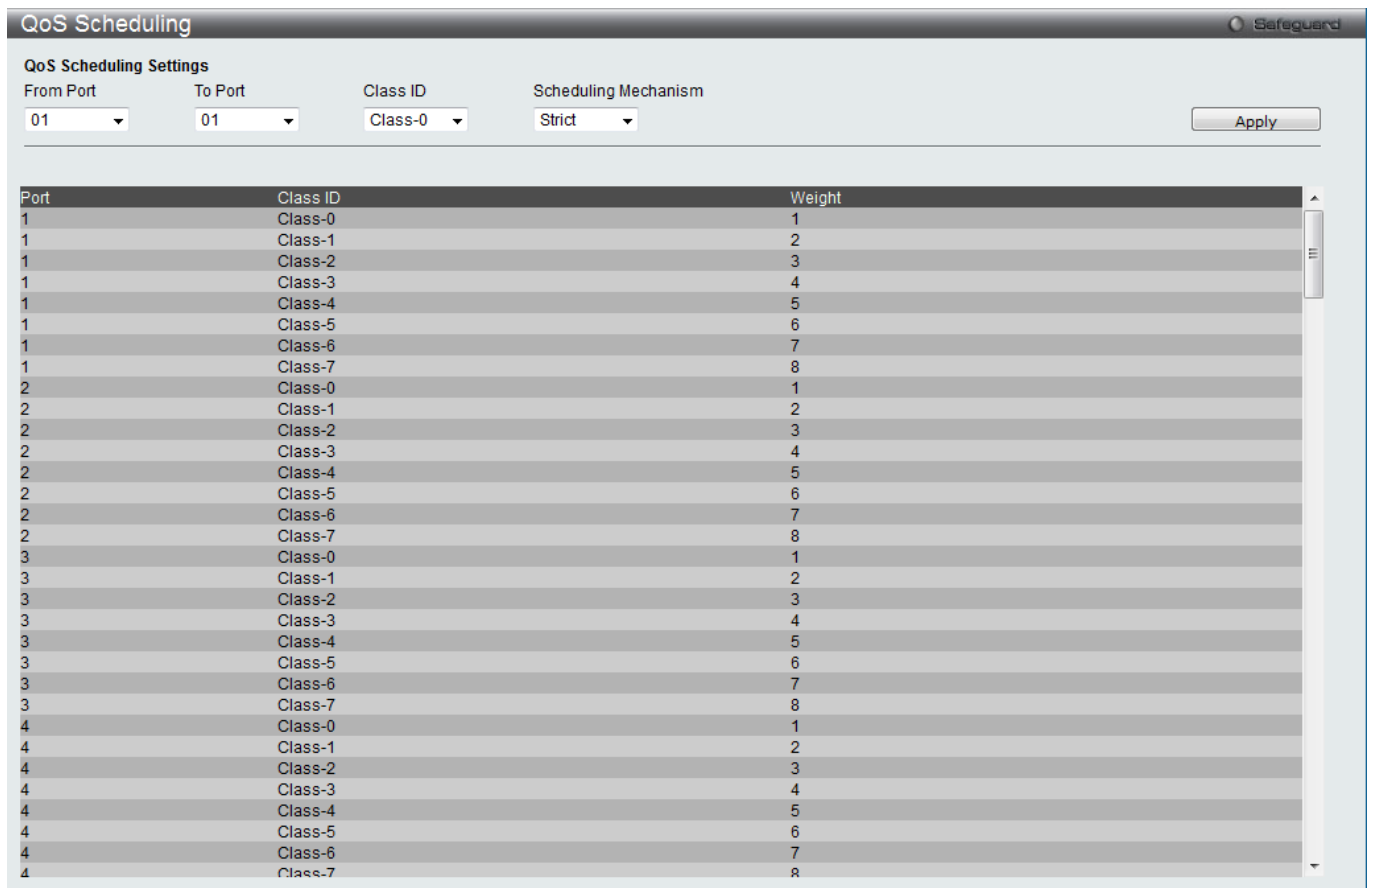 QoS Scheduling
Safeguard
QoS Scheduling Settings
From Port To Port Class ID Scheduling Mechanism
01 01 Class-0 Strict Apply
Port Class ID Weight
1 Class-0 1
1 Class-1 2
1 Class-2 3
1 Class-3 4
1 Class-4 5
1 Class-5 6
1 Class-6 7
1 Class-7 8
2 Class-0 1
2 Class-1 2
2 Class-2 3
2 Class-3 4
2 Class-4 5
2 Class-5 6
2 Class-6 7
2 Class-7 8
3 Class-0 1
3 Class-1 2
3 Class-2 3
3 Class-3 4
3 Class-4 5
3 Class-5 6
3 Class-6 7
3 Class-7 8
4 Class-0 1
4 Class-1 2
4 Class-2 3
4 Class-3 4
4 Class-4 5
4 Class-5 6
4 Class-6 7
4 Class-7 8